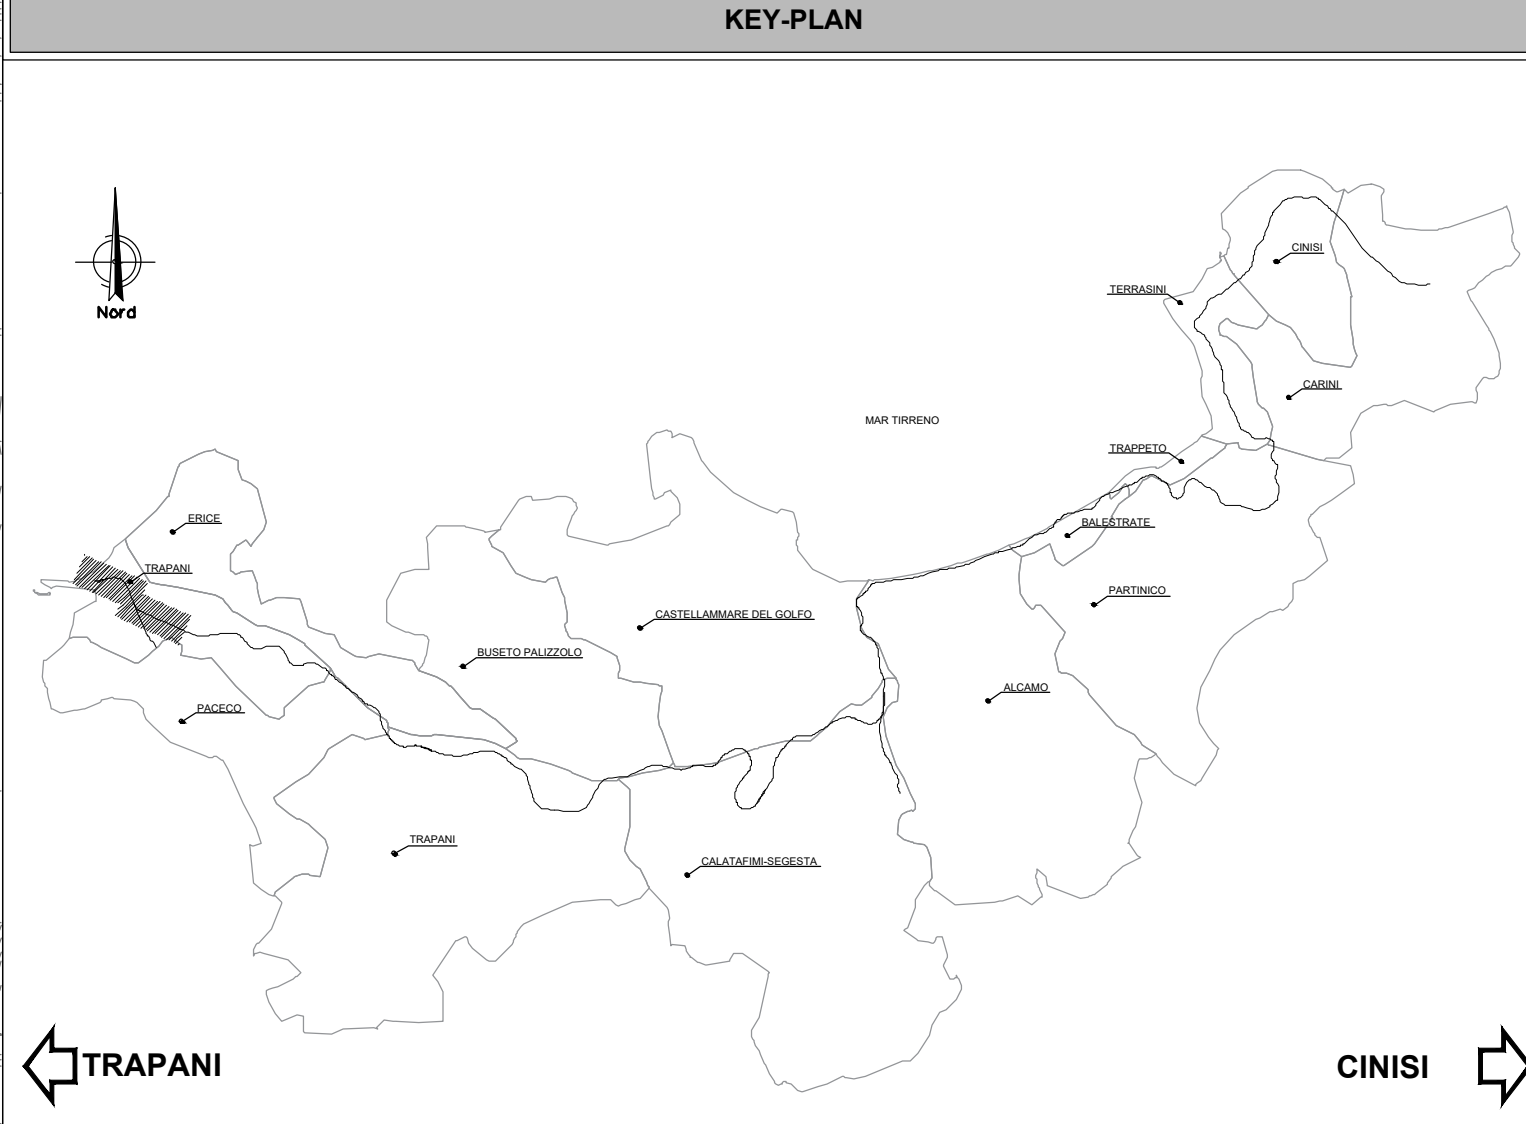 KEY-PLAN
Nord
CINISI
TERRASINI
CARINI
MAR TIRRENO
TRAPPETO
ERICE
BALESTRATE
TRAPANI
PARTINICO
CASTELLAMMARE DEL GOLFO
BUSETO PALIZZOLO
ALCAMO
PACECO
TRAPANI
CALATAFIMI-SEGESTA
TRAPANI
CINISI